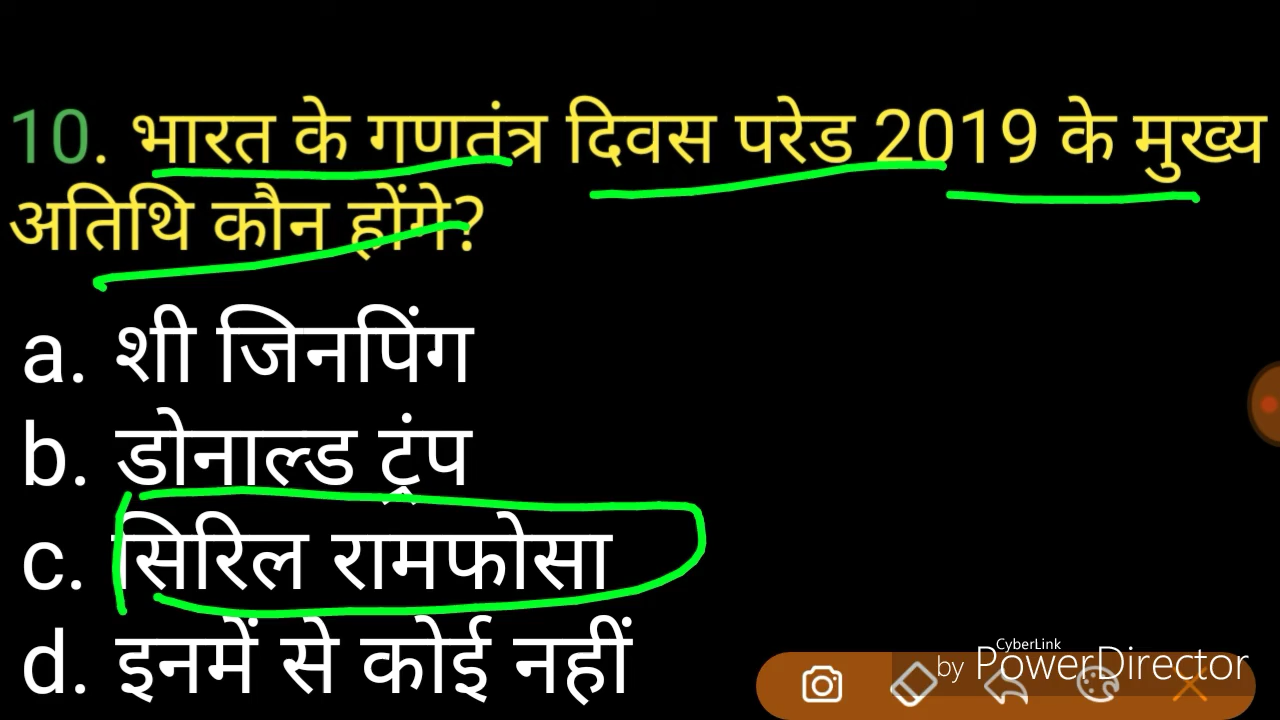 10. भारत के गणतंत्र दिवस परेड 2019 के मुख्य
अतिथि कौन होंगे?
a. शी जिनपिंग
b. डोनाल्ड ट्रंप
c. सिरिल रामफोसा
d. इनमें से कोई नहीं
CyberLink
by PowerDirector